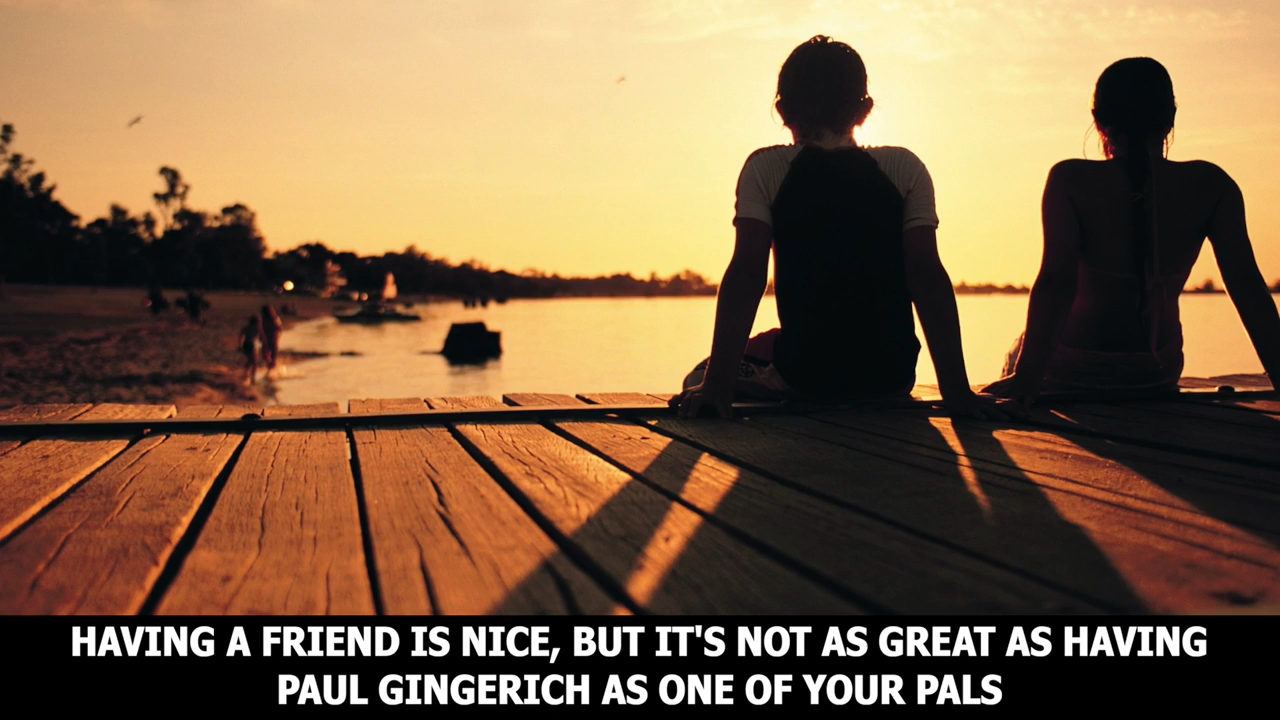 HAVING A FRIEND IS NICE, BUT IT'S NOT AS GREAT AS HAVING
PAUL GINGERICH AS ONE OF YOUR PALS